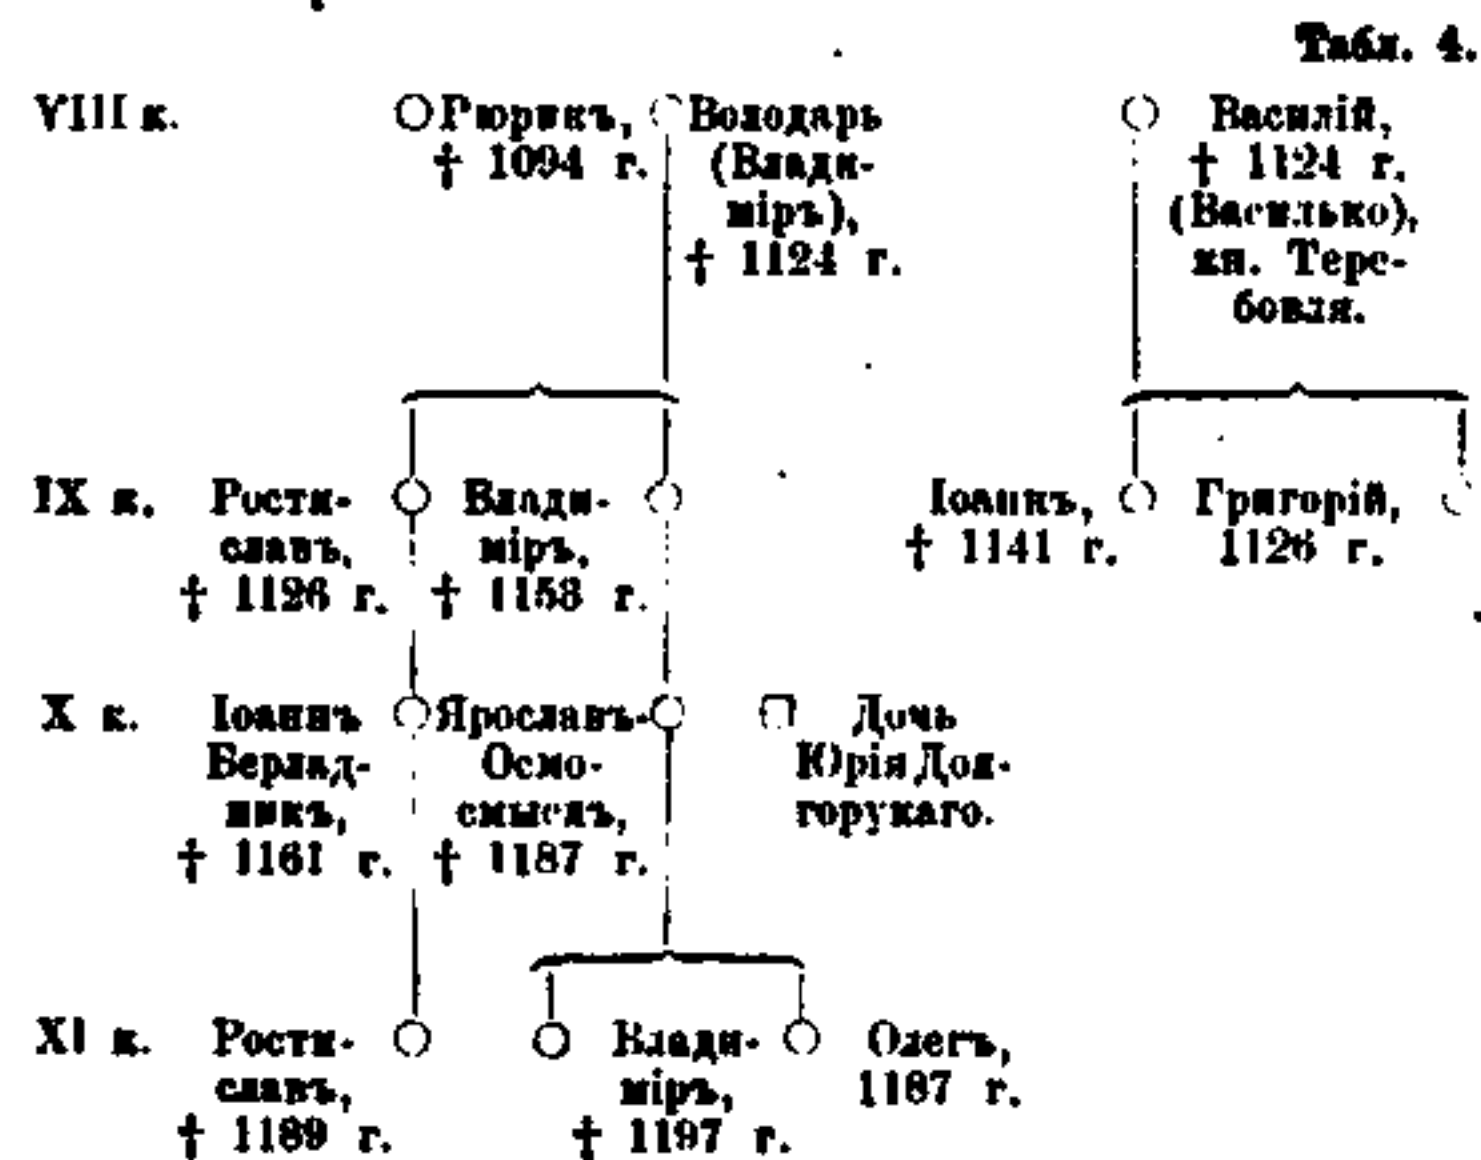 Табл. 4.
VIII к.
Рюрикъ,
† 1094 г.
Володарь
(Влади-
міръ),
† 1124 г.
Василій,
† 1124 г.
(Василько),
кн. Тере-
бовля.
IX к.
Рости-
славъ,
† 1126 г.
Влади-
міръ,
† 1153 г.
Іоаннъ,
† 1141 г.
Григорій,
1126 г.
X к.
Іоаннъ
Берлад-
никъ,
† 1161 г.
Ярославъ-
Осмо-
смыслъ,
† 1187 г.
Дочь
Юрія Дол-
горукаго.
XI к.
Рости-
славъ,
† 1189 г.
Влади-
міръ,
† 1197 г.
Олегъ,
1187 г.